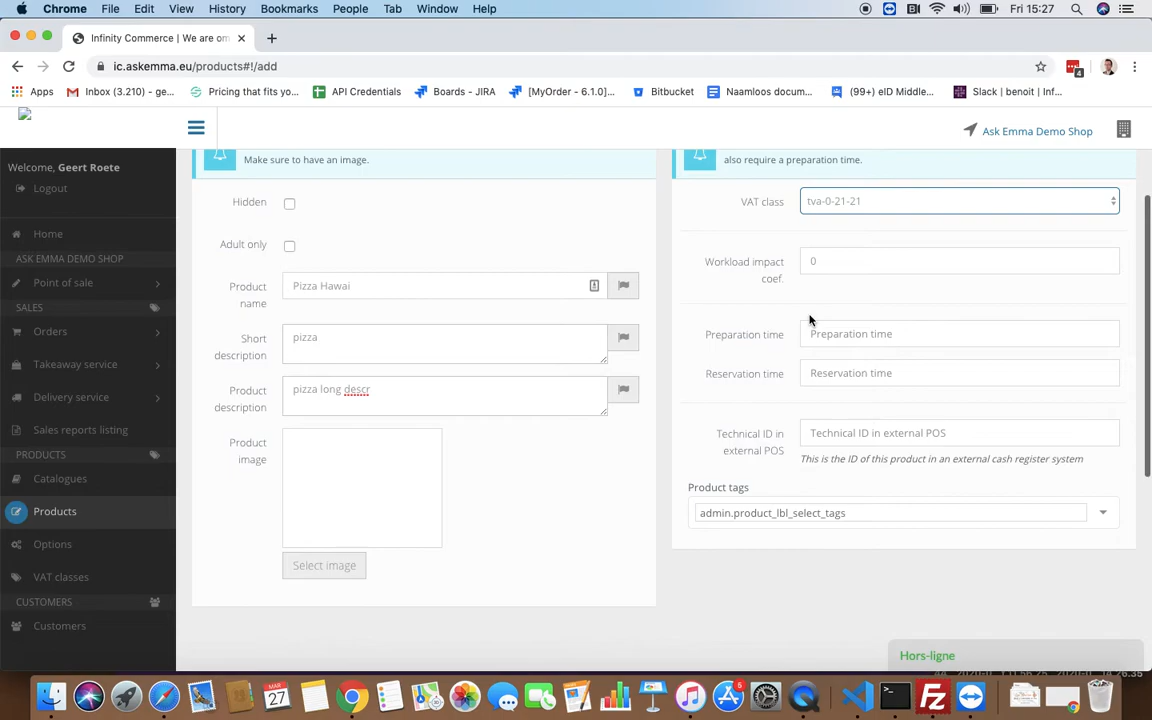 Chrome File Edit View History Bookmarks People Tab Window Help Fri 15:27
Infinity Commerce | We are om
ic.askemma.eu/products#!/add
4
Apps Inbox (3.210) - ge... Pricing that fits yo... API Credentials Boards - JIRA [MyOrder - 6.1.0]... Bitbucket Naamloos docum... (99+) eID Middle... Slack | benoit | Inf...
Ask Emma Demo Shop
Welcome, Geert Roete
Logout
Home
ASK EMMA DEMO SHOP
Point of sale
SALES
Orders
Takeaway service
Delivery service
Sales reports listing
PRODUCTS
Catalogues
Products
Options
VAT classes
CUSTOMERS
Customers
Make sure to have an image.
Hidden
Adult only
Product name
Pizza Hawai
Short description
pizza
Product description
pizza long descr
Product image
Select image
also require a preparation time.
VAT class
tva-0-21-21
Workload impact coef.
0
Preparation time
Preparation time
Reservation time
Reservation time
Technical ID in external POS
Technical ID in external POS
This is the ID of this product in an external cash register system
Product tags
admin.product_lbl_select_tags
Hors-ligne
MAR
27
6